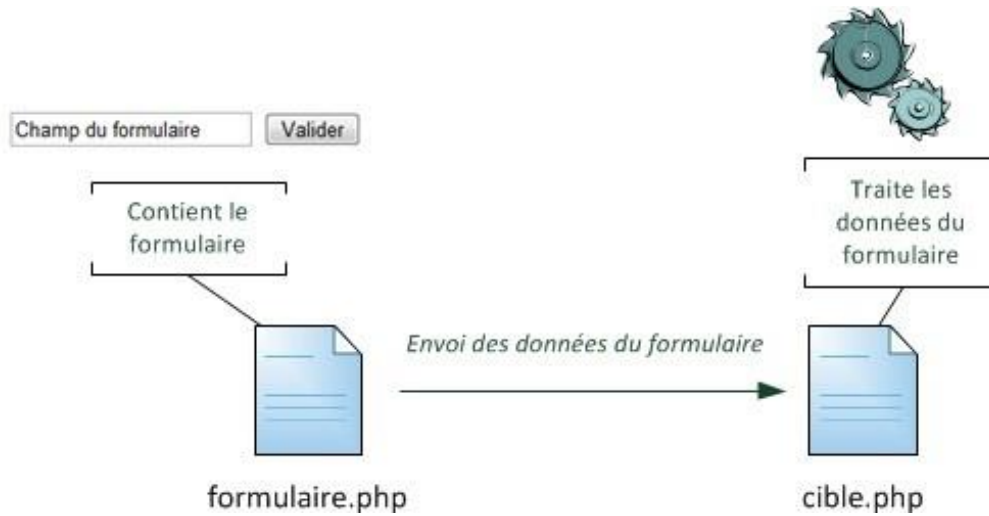 Champ du formulaire
Valider
Contient le
formulaire
Traite les
données du
formulaire
Envoi des données du formulaire
formulaire.php
cible.php